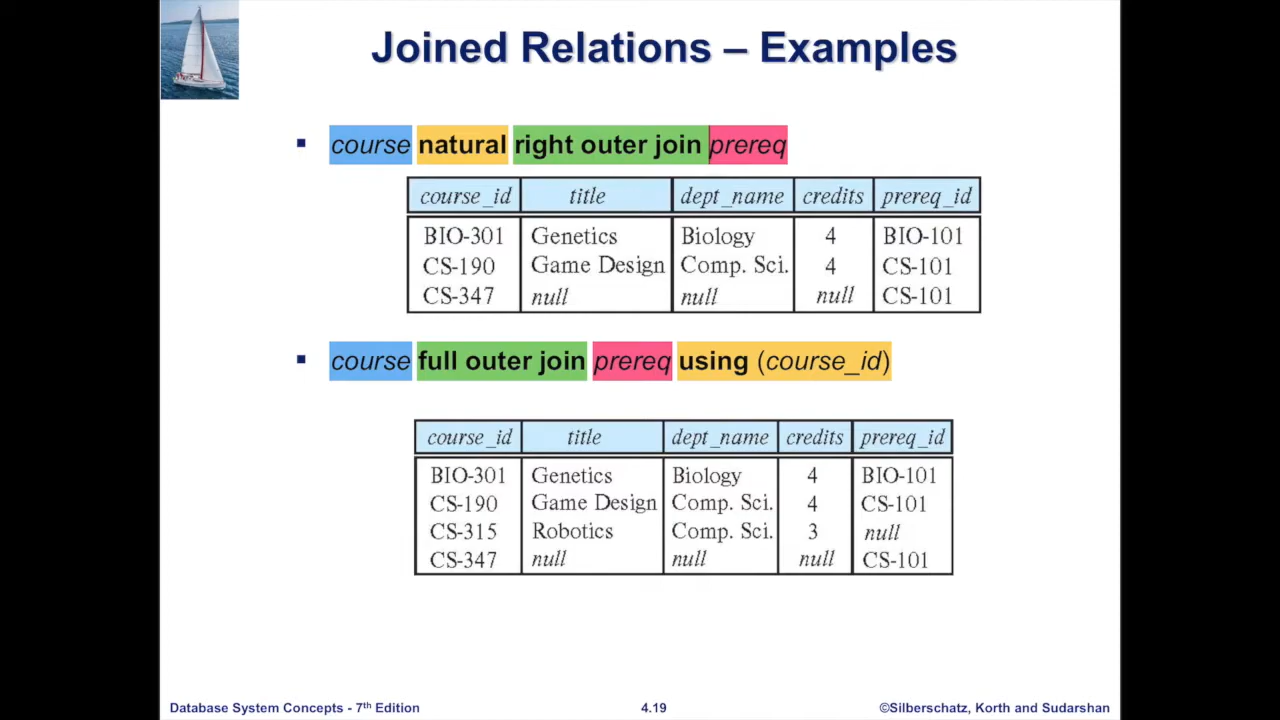 Joined Relations – Examples
▪ course natural right outer join prereq
course_id title dept_name credits prereq_id
BIO-301 Genetics Biology 4 BIO-101
CS-190 Game Design Comp. Sci. 4 CS-101
CS-347 null null null CS-101
▪ course full outer join prereq using (course_id)
course_id title dept_name credits prereq_id
BIO-301 Genetics Biology 4 BIO-101
CS-190 Game Design Comp. Sci. 4 CS-101
CS-315 Robotics Comp. Sci. 3 null
CS-347 null null null CS-101
Database System Concepts - 7th Edition 4.19 ©Silberschatz, Korth and Sudarshan